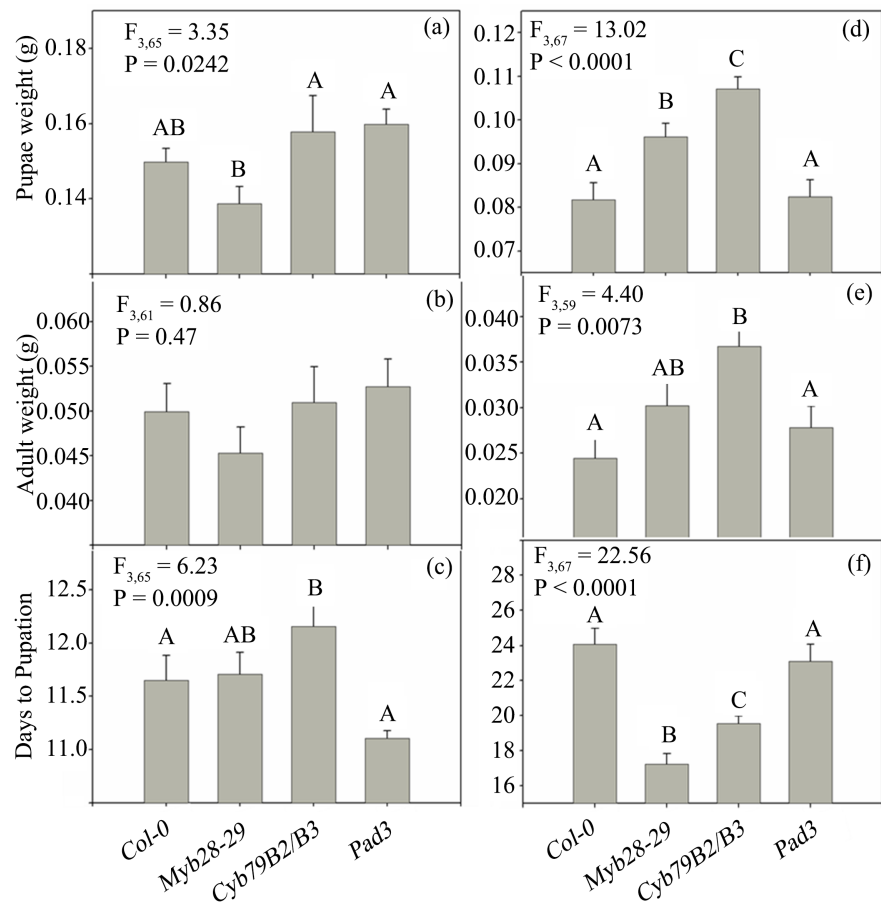 Pupae weight (g)
0.18
0.16
0.14
F3,65 = 3.35
P = 0.0242
(a)
AB
B
A
A
0.12
0.11
0.10
0.09
0.08
0.07
F3,67 = 13.02
P < 0.0001
(d)
A
B
C
A
Adult weight (g)
0.060
0.055
0.050
0.045
0.040
F3,61 = 0.86
P = 0.47
(b)
0.040
0.035
0.030
0.025
0.020
F3,59 = 4.40
P = 0.0073
(e)
A
AB
B
A
Days to Pupation
12.5
12.0
11.5
11.0
F3,65 = 6.23
P = 0.0009
(c)
A
AB
B
A
28
26
24
22
20
18
16
F3,67 = 22.56
P < 0.0001
(f)
A
B
C
A
Col-0
Myb28-29
Cyb79B2/B3
Pad3
Col-0
Myb28-29
Cyb79B2/B3
Pad3